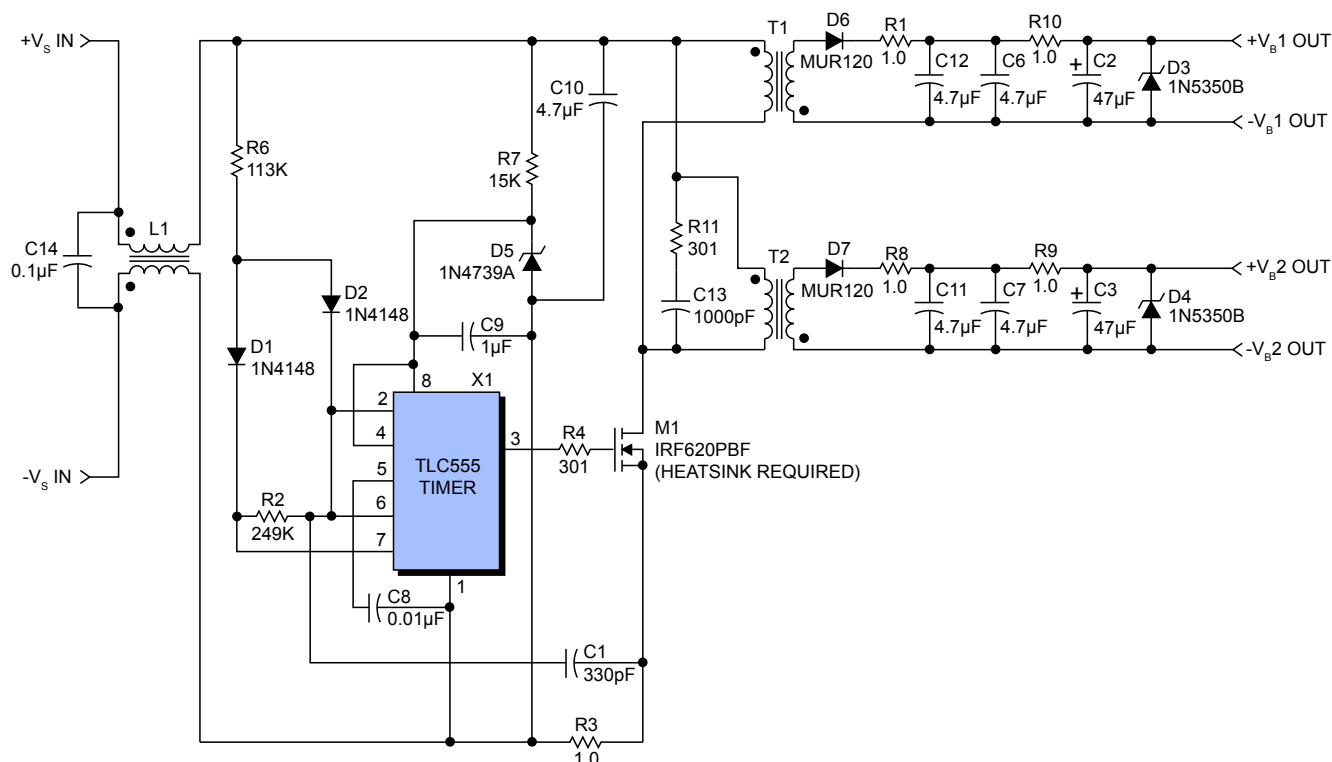 +VS IN
-VS IN
C14
0.1µF
L1
R6
113K
D1
1N4148
D2
1N4148
R2
249K
R7
15K
D5
1N4739A
C10
4.7µF
C9
1µF
X1
8
2
4
5
6
7
3
1
TLC555
TIMER
C8
0.01µF
C1
330pF
R3
1.0
R4
301
M1
IRF620PBF
(HEATSINK REQUIRED)
R11
301
C13
1000pF
T1
D6
MUR120
R1
1.0
C12
4.7µF
C6
4.7µF
R10
1.0
+
C2
47µF
D3
1N5350B
+VB1 OUT
-VB1 OUT
T2
D7
MUR120
R8
1.0
C11
4.7µF
C7
4.7µF
R9
1.0
+
C3
47µF
D4
1N5350B
+VB2 OUT
-VB2 OUT